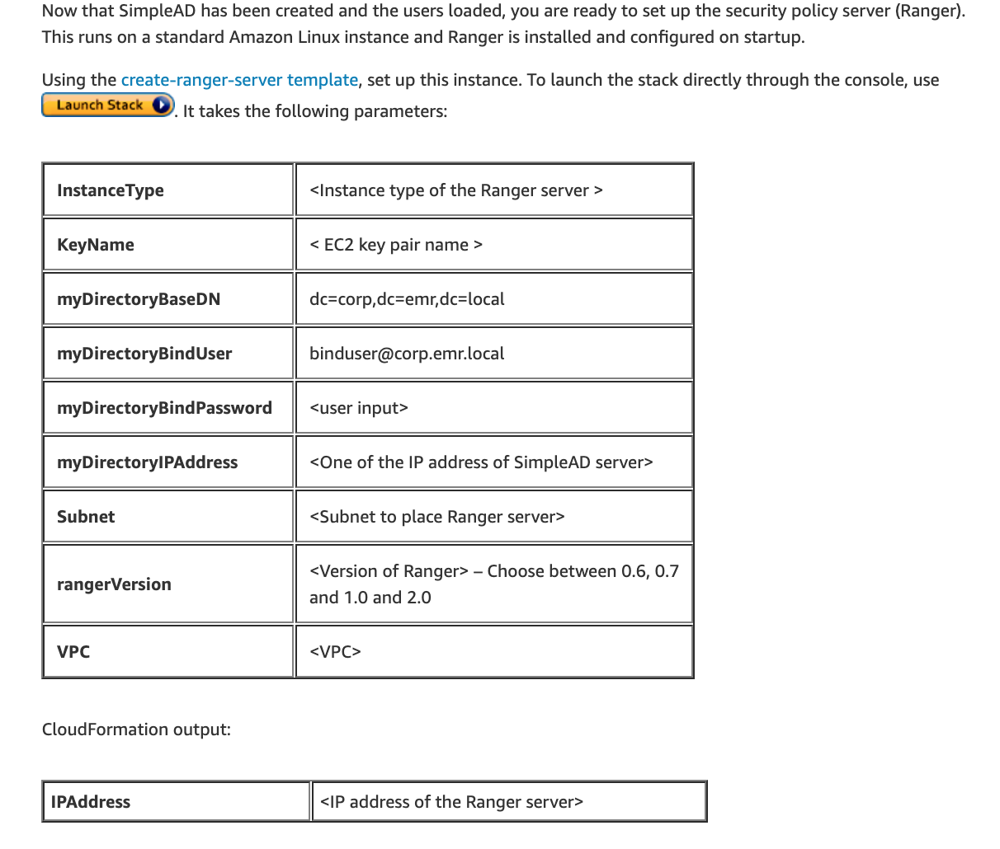 Now that SimpleAD has been created and the users loaded, you are ready to set up the security policy server (Ranger).
This runs on a standard Amazon Linux instance and Ranger is installed and configured on startup.
Using the create-ranger-server template, set up this instance. To launch the stack directly through the console, use
Launch Stack. It takes the following parameters:
InstanceType <Instance type of the Ranger server >
KeyName < EC2 key pair name >
myDirectoryBaseDN dc=corp,dc=emr,dc=local
myDirectoryBindUser binduser@corp.emr.local
myDirectoryBindPassword <user input>
myDirectoryIPAddress <One of the IP address of SimpleAD server>
Subnet <Subnet to place Ranger server>
rangerVersion <Version of Ranger> – Choose between 0.6, 0.7
and 1.0 and 2.0
VPC <VPC>
CloudFormation output:
IPAddress <IP address of the Ranger server>